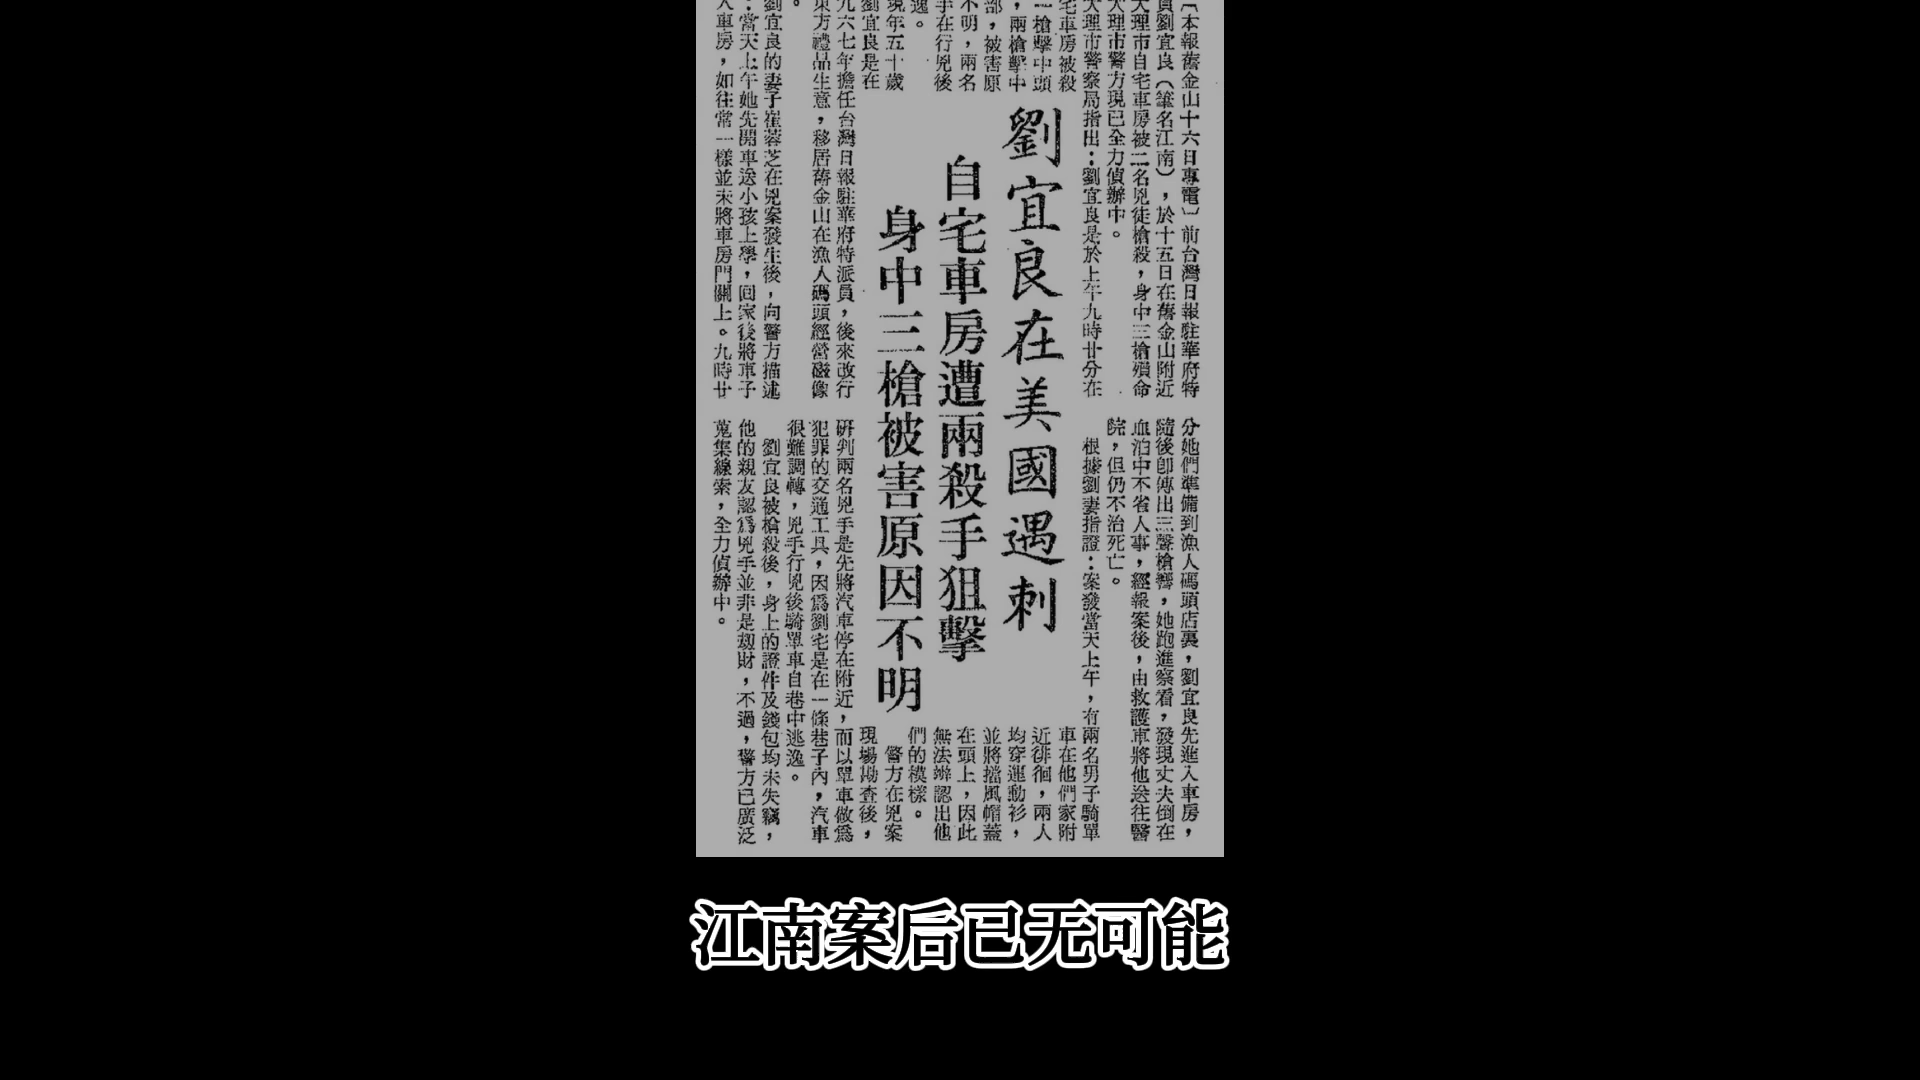 劉宜良在美國遇刺
自宅車房遭兩殺手狙擊
身中三槍被害原因不明
﹝本報舊金山十六日專電﹞前台灣日報駐華府特
員劉宜良（筆名江南），於十五日在舊金山附近
大理市自宅車房被二名兇徒槍殺，身中三槍殞命
大理市警方現已全力偵辦中。
大理市警察局指出：劉宜良是於上午九時廿分在
宅車房被殺
一槍擊中頭
，兩槍擊中
部，被害原
不明，兩名
手在行兇後
逸。
現年五十歲
劉宜良是在
九六七年擔任台灣日報駐華府特派員，後來改行
東方禮品生意，移居舊金山在漁人碼頭經營磁像
。
劉宜良的妻子崔蓉芝在兇案發生後，向警方描述
：當天上午她先開車送小孩上學，回家後將車子
入車房，如往常一樣並未將車房門關上。九時廿
分她們準備到漁人碼頭店裏，劉宜良先進入車房，
隨後卽傳出三聲槍響，她跑進察看，發現丈夫倒在
血泊中不省人事，經報案後，由救護車將他送往醫
院，但仍不治死亡。
根據劉妻指證：案發當天上午，有兩名男子騎單
車在他們家附
近徘徊，兩人
均穿運動衫，
並將擋風帽蓋
在頭上，因此
無法辨認出他
們的模樣。
警方在兇案
現場勘查後，
研判兩名兇手是先將汽車停在附近，而以單車做爲
犯罪的交通工具，因爲劉宅是在一條巷子內，汽車
很難調轉，兇手行兇後騎單車自巷中逃逸。
劉宜良被槍殺後，身上的證件及錢包均未失竊，
他的親友認爲兇手並非是刼財，不過，警方已廣泛
蒐集線索，全力偵辦中。
江南案后已无可能